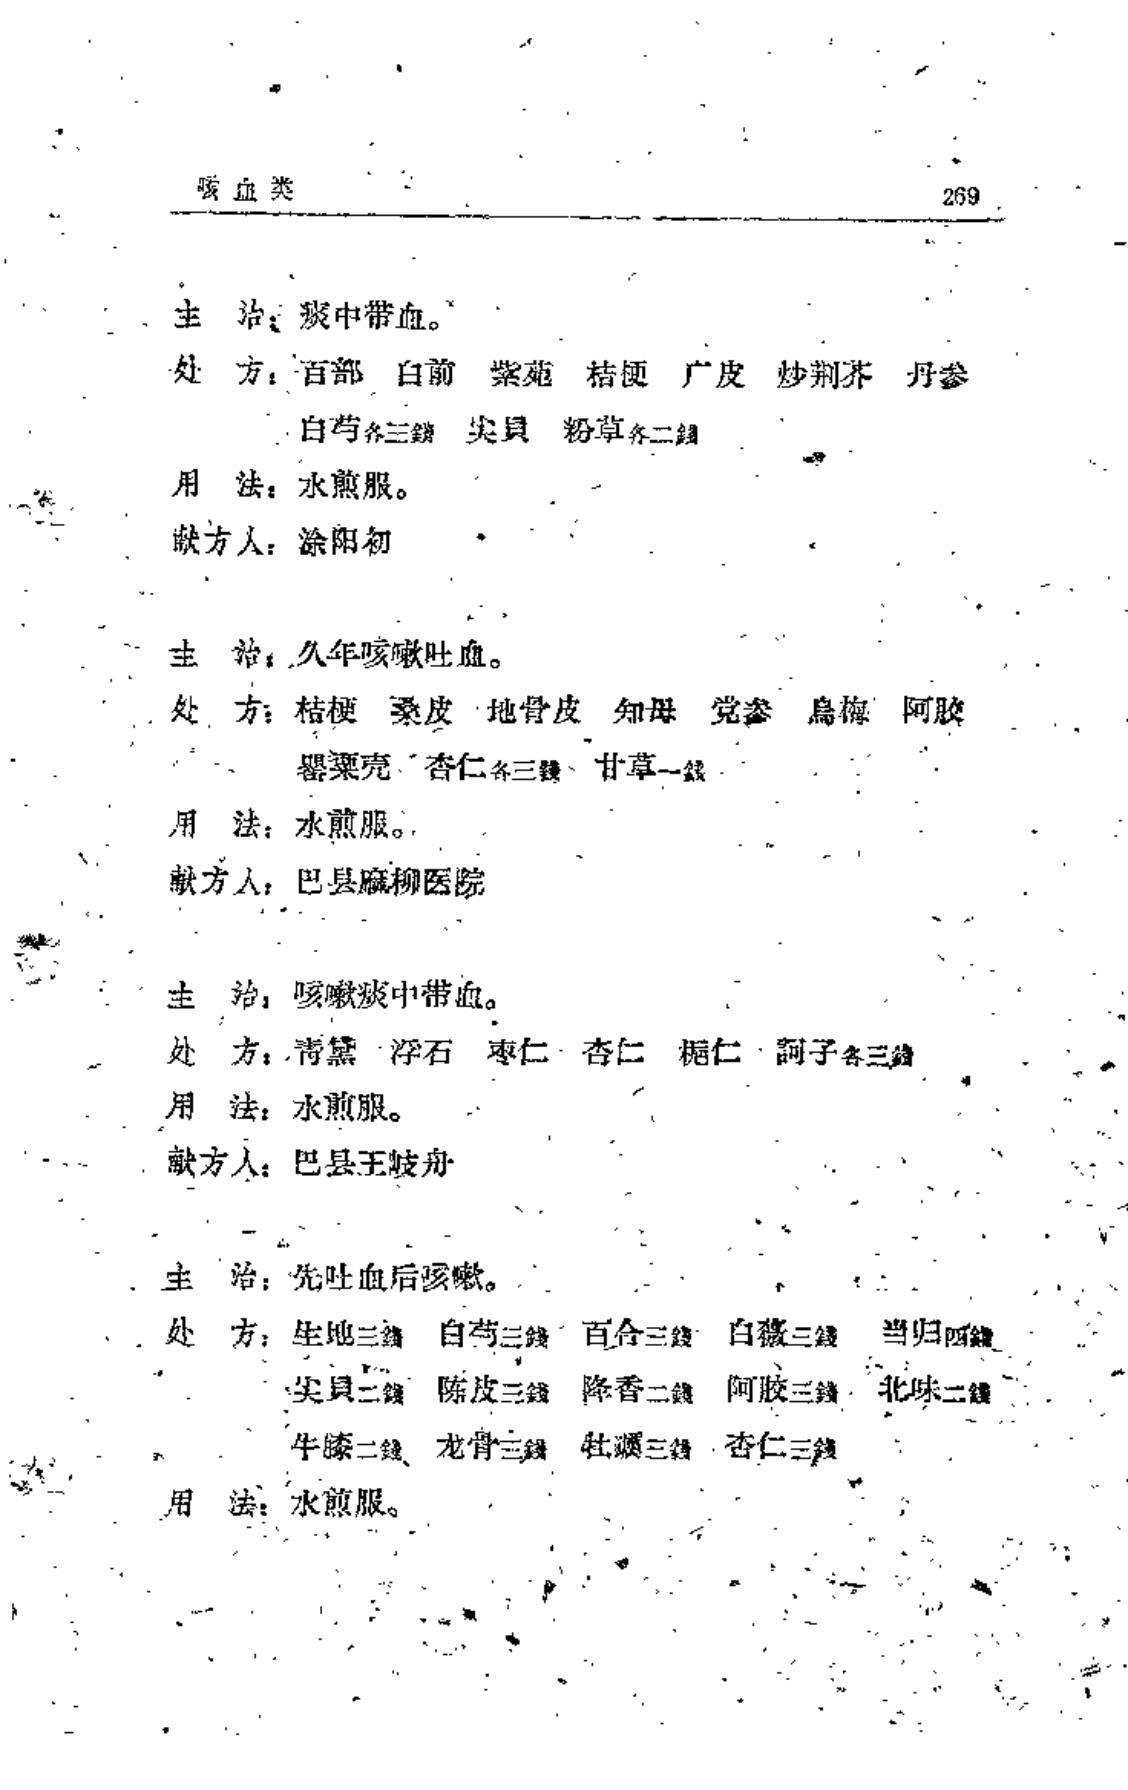 咳血类 269
主 治：痰中带血。
处 方：百部 白前 紫苑 桔梗 广皮 炒荆芥 丹参
白芍各三錢 尖貝 粉草各二錢
用 法：水煎服。
献方人：涂阳初
主 治：久年咳嗽吐血。
处 方：桔梗 桑皮 地骨皮 知母 党参 烏梅 阿胶
罂粟壳 杏仁各三錢 甘草一錢
用 法：水煎服。
献方人：巴县麻柳医院
主 治：咳嗽痰中带血。
处 方：青黛 浮石 枣仁 杏仁 梔仁 訶子各三錢
用 法：水煎服。
献方人：巴县王岐舟
主 治：先吐血后咳嗽。
处 方：生地三錢 白芍三錢 百合三錢 白薇三錢 当归四錢
尖貝二錢 陈皮三錢 降香二錢 阿胶三錢 北味二錢
牛膝二錢 龙骨三錢 牡蠣三錢 杏仁三錢
用 法：水煎服。